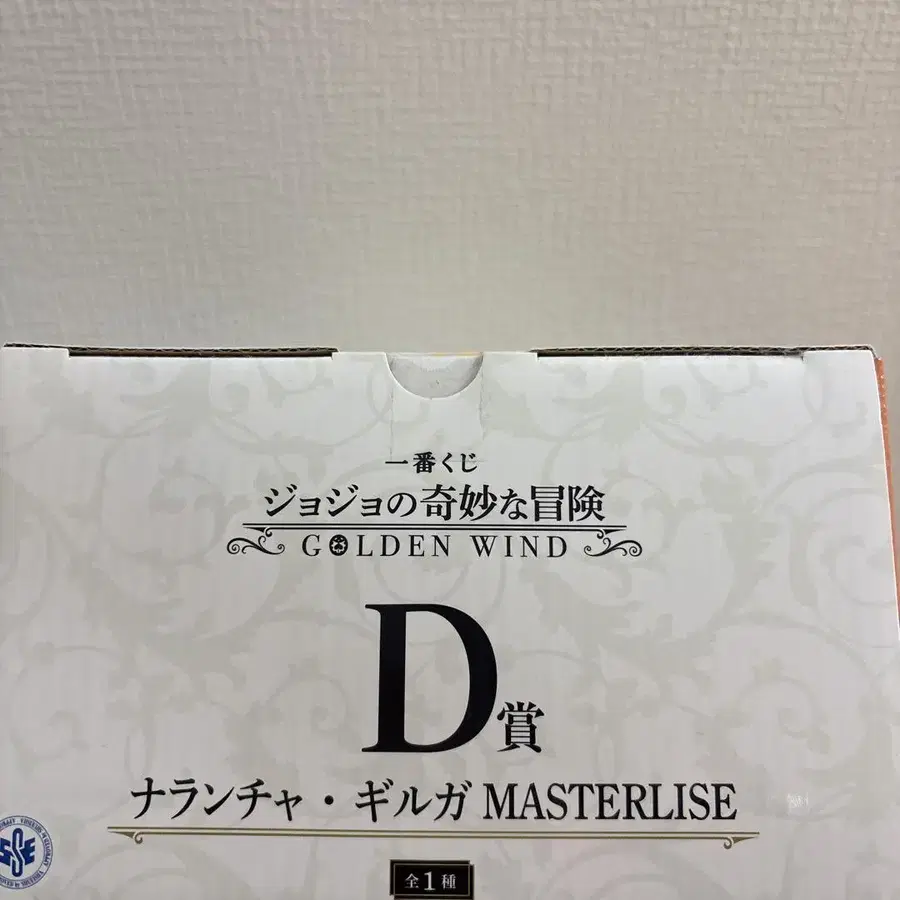 一番くじ
ジョジョの奇妙な冒険
GOLDEN WIND
D賞
ナランチャ・ギルガ MASTERLISE
全1種